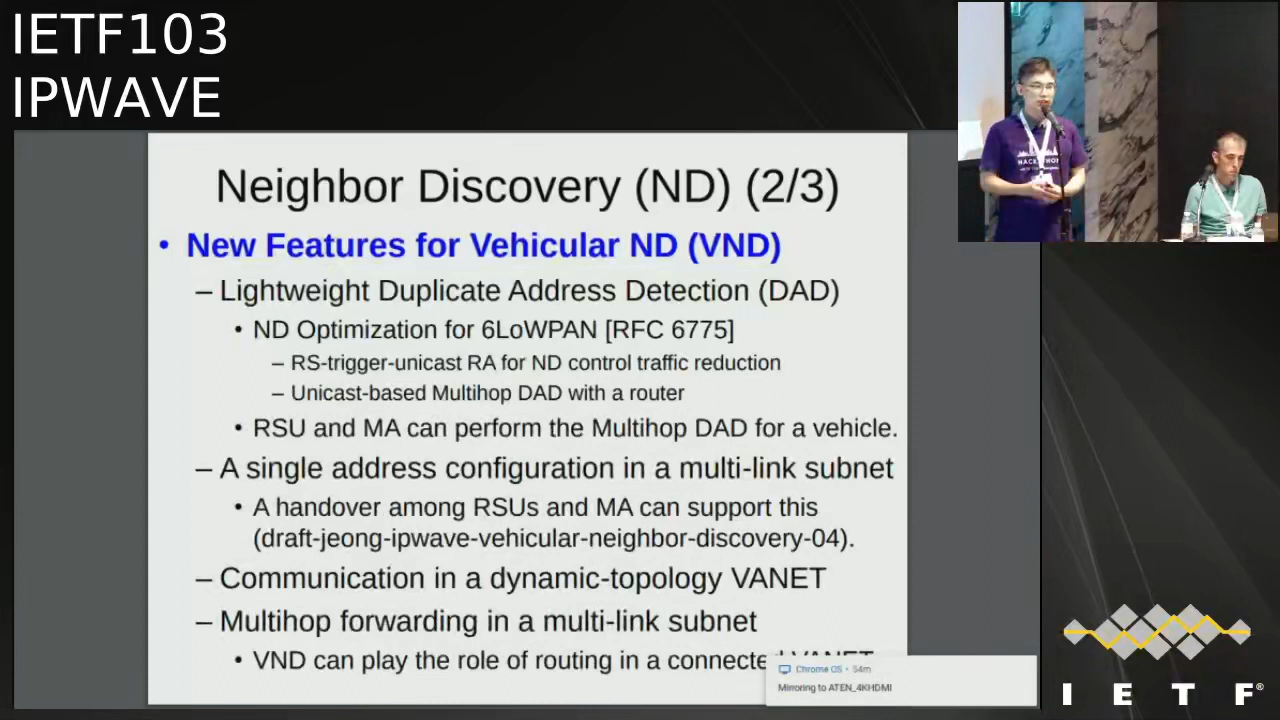 IETF103
IPWAVE
Neighbor Discovery (ND) (2/3)
• New Features for Vehicular ND (VND)
– Lightweight Duplicate Address Detection (DAD)
• ND Optimization for 6LoWPAN [RFC 6775]
– RS-trigger-unicast RA for ND control traffic reduction
– Unicast-based Multihop DAD with a router
• RSU and MA can perform the Multihop DAD for a vehicle.
– A single address configuration in a multi-link subnet
• A handover among RSUs and MA can support this
(draft-jeong-ipwave-vehicular-neighbor-discovery-04).
– Communication in a dynamic-topology VANET
– Multihop forwarding in a multi-link subnet
• VND can play the role of routing in a connected VANET
Chrome OS • 54m
Mirroring to ATEN_4KHDMI
HACKATHON
I E T F®